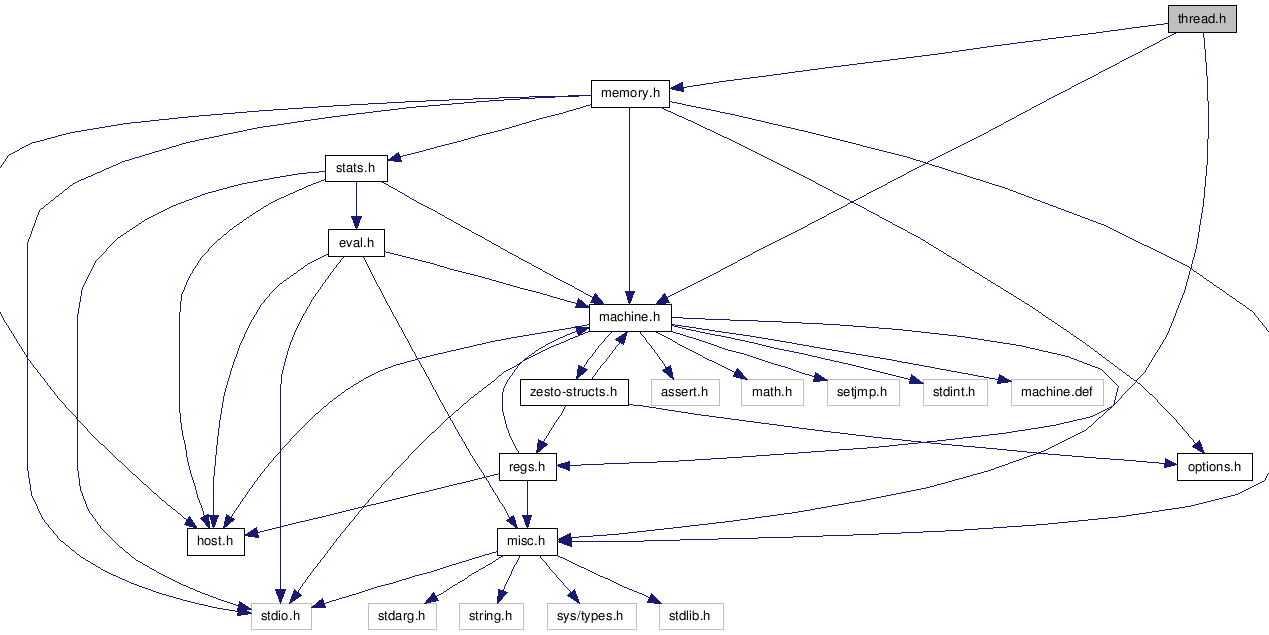 thread.h
memory.h
stats.h
eval.h
machine.h
zesto-structs.h
assert.h
math.h
setjmp.h
stdint.h
machine.def
regs.h
options.h
host.h
misc.h
stdio.h
stdarg.h
string.h
sys/types.h
stdlib.h